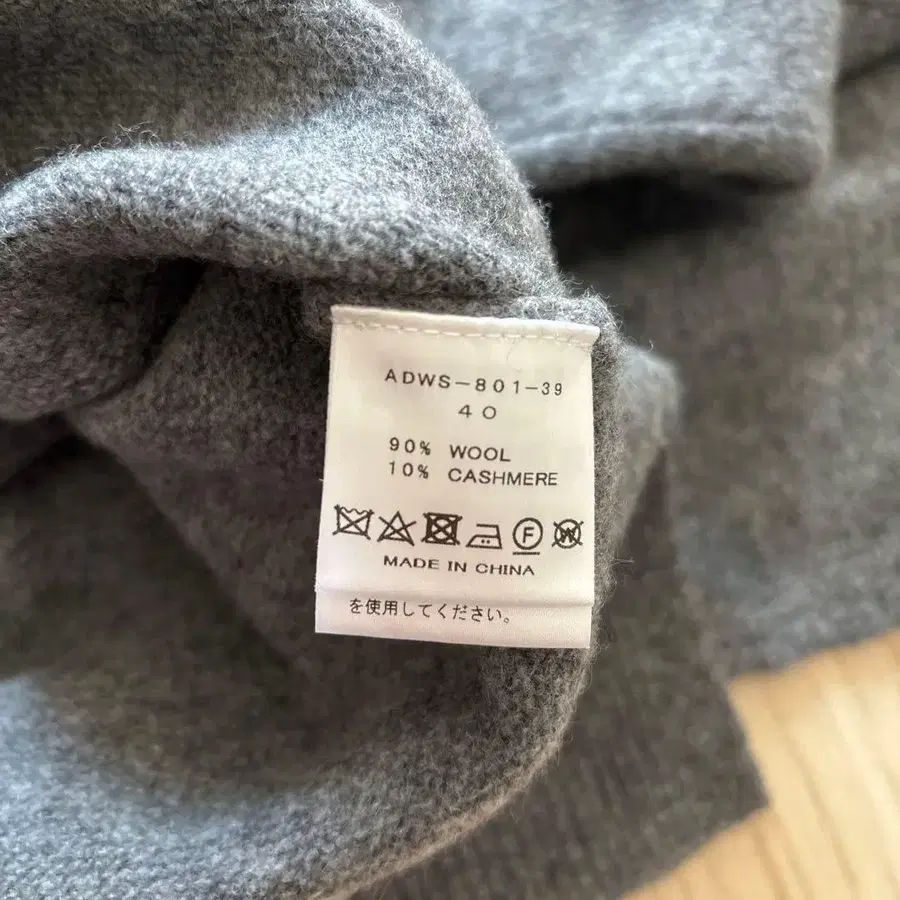 ADWS-801-39
40
90% WOOL
10% CASHMERE
F W
MADE IN CHINA
を使用してください。